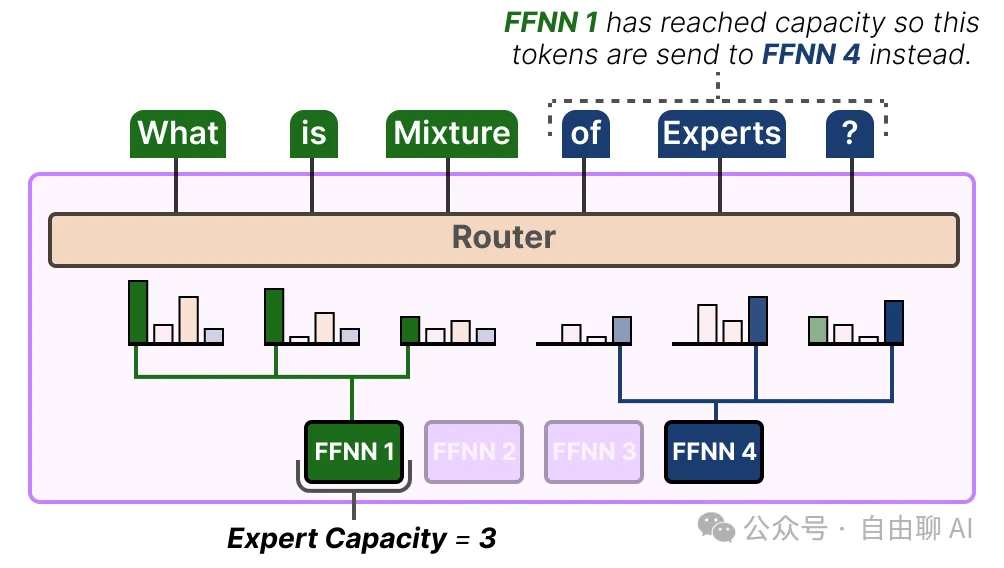 FFNN 1 has reached capacity so this
tokens are send to FFNN 4 instead.
What is Mixture of Experts ?
Router
FFNN 1 FFNN 2 FFNN 3 FFNN 4
Expert Capacity = 3
公众号 · 自由聊 AI